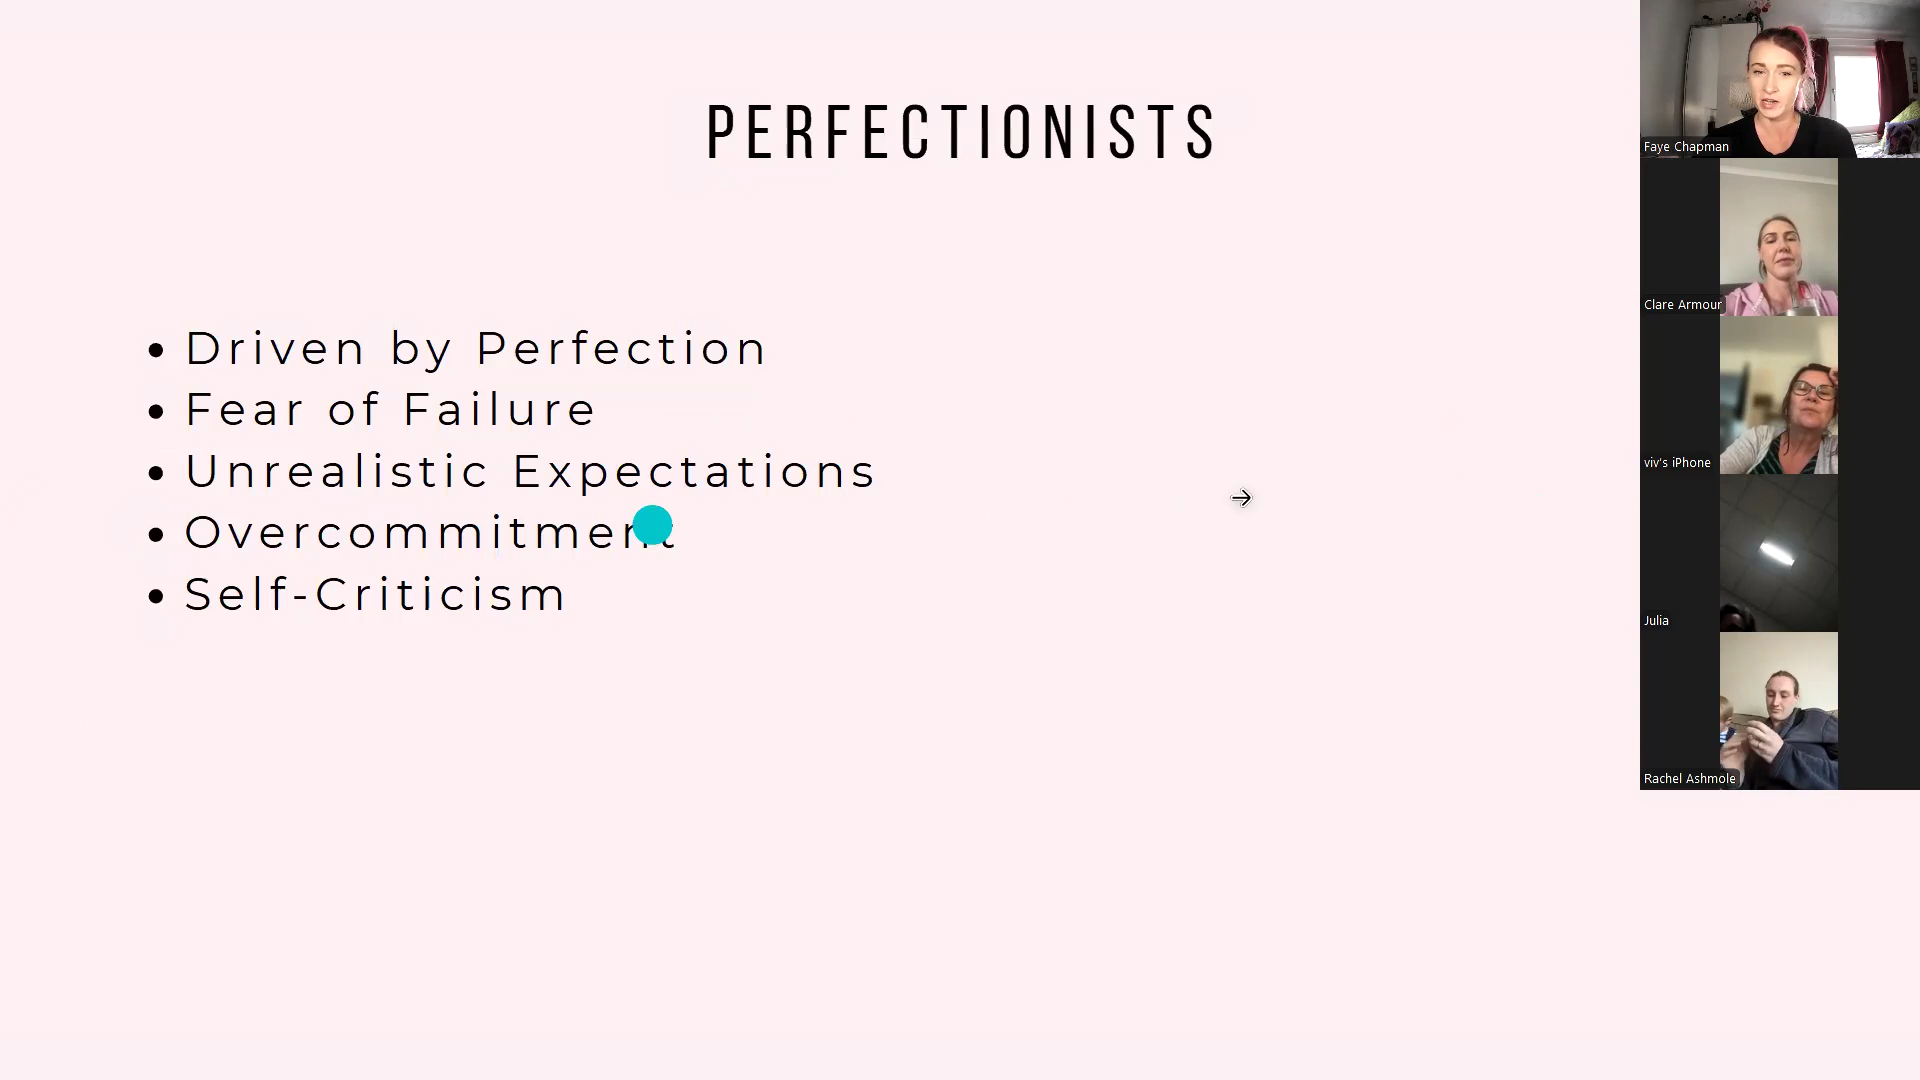 PERFECTIONISTS
• Driven by Perfection
• Fear of Failure
• Unrealistic Expectations
• Overcommitment
• Self-Criticism
Faye Chapman
Clare Armour
viv's iPhone
Julia
Rachel Ashmole